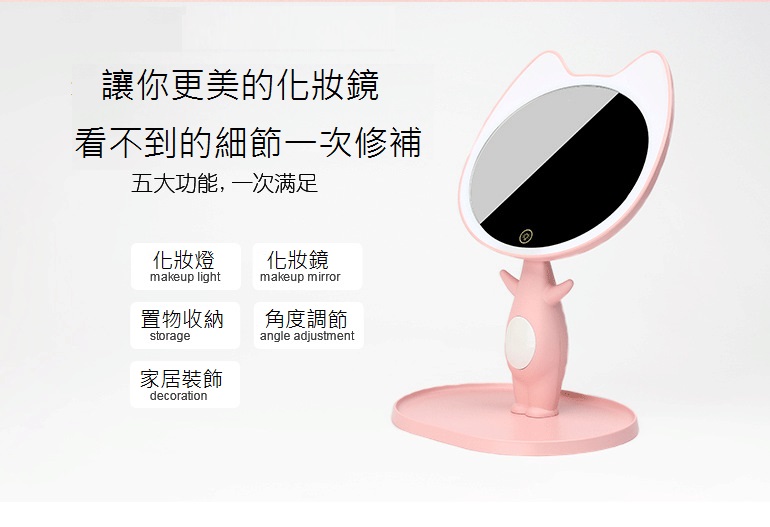 讓你更美的化妝鏡
看不到的細節一次修補
五大功能,一次满足
化妝燈
makeup light
化妝鏡
makeup mirror
置物收納
storage
角度調節
angle adjustment
家居裝飾
decoration